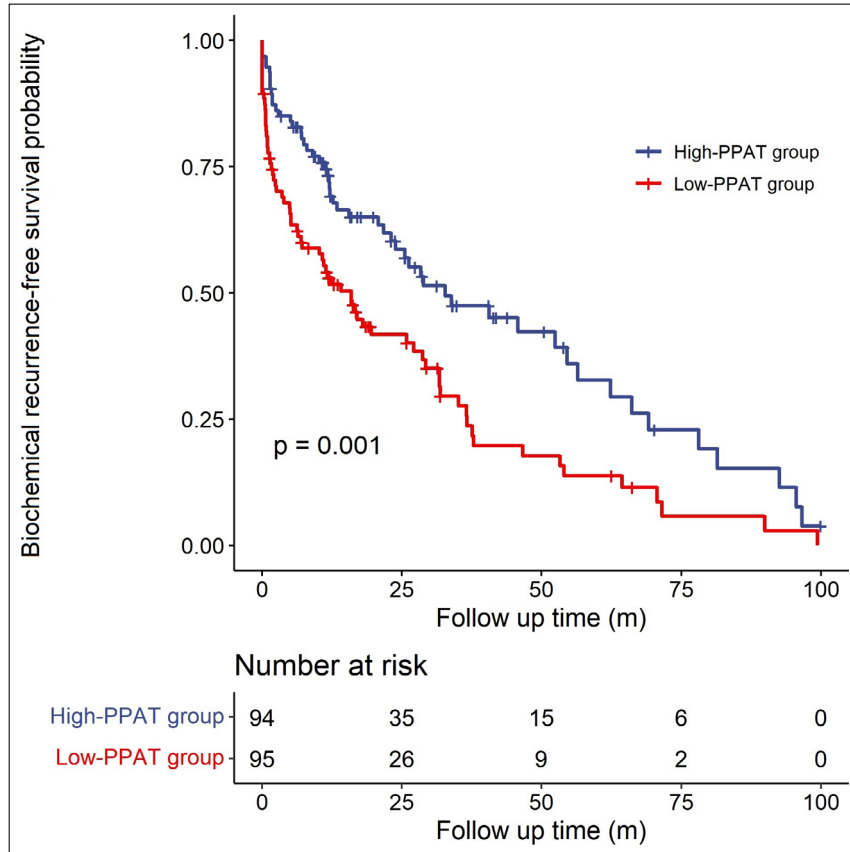 Biochemical recurrence-free survival probability
1.00
0.75
0.50
0.25
0.00
High-PPAT group
Low-PPAT group
p = 0.001
0 25 50 75 100
Follow up time (m)
Number at risk
High-PPAT group 94 35 15 6 0
Low-PPAT group 95 26 9 2 0
0 25 50 75 100
Follow up time (m)